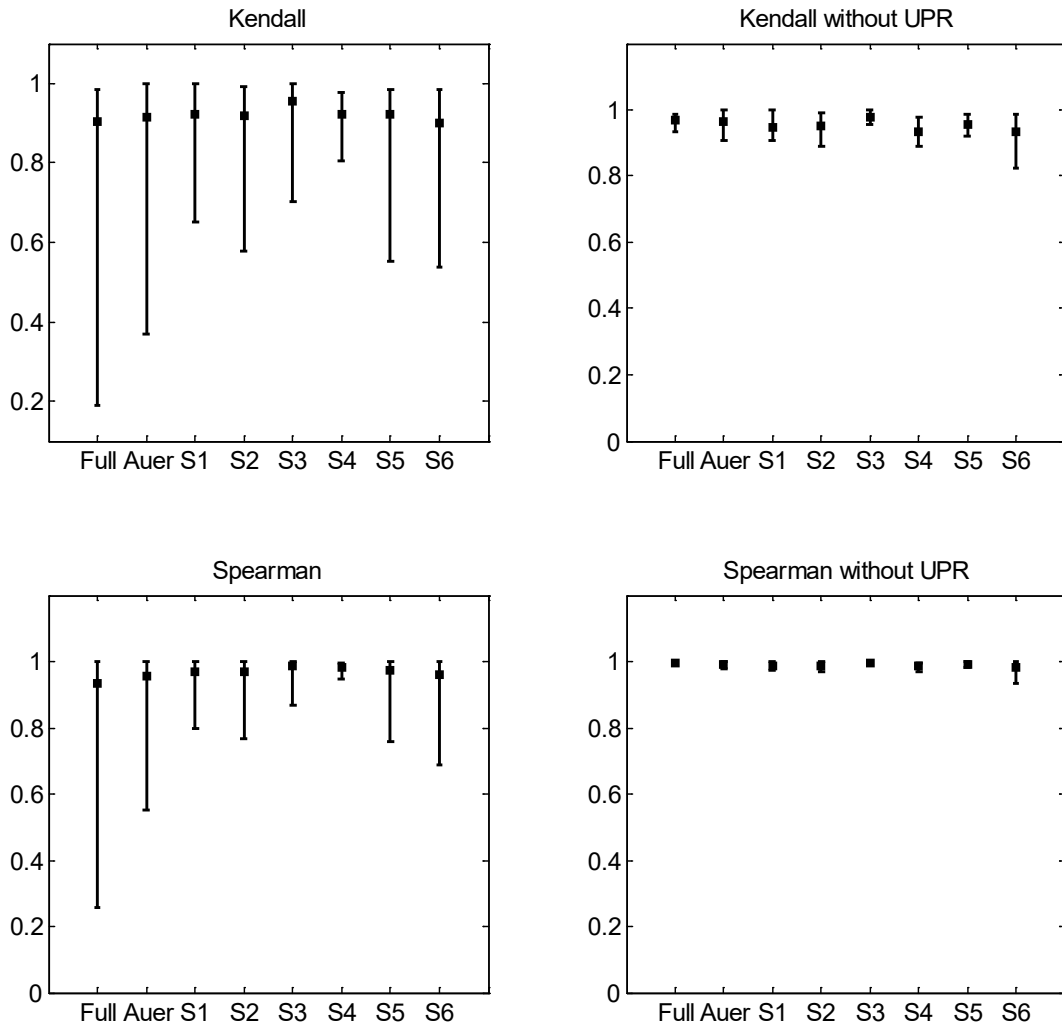 Kendall
1
0.8
0.6
0.4
0.2
Full Auer S1 S2 S3 S4 S5 S6
Kendall without UPR
1
0.8
0.6
0.4
0.2
0
Full Auer S1 S2 S3 S4 S5 S6
Spearman
1
0.8
0.6
0.4
0.2
0
Full Auer S1 S2 S3 S4 S5 S6
Spearman without UPR
1
0.8
0.6
0.4
0.2
0
Full Auer S1 S2 S3 S4 S5 S6